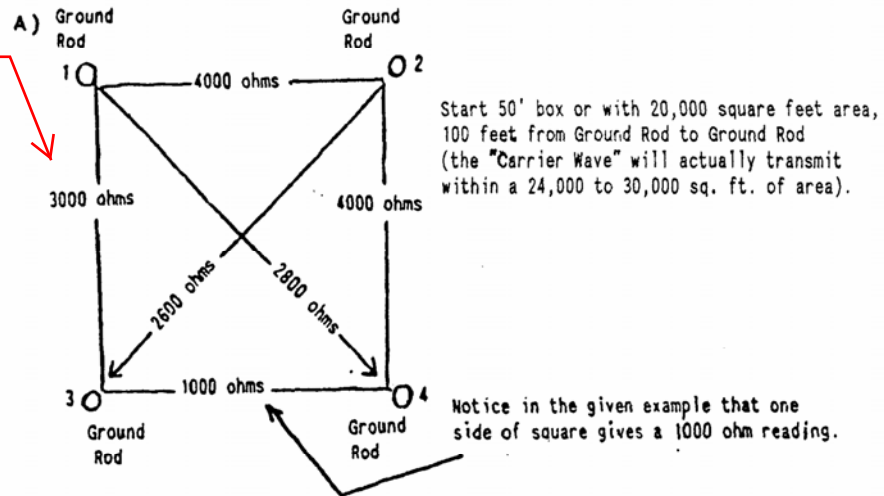 A) Ground
Rod
Ground
Rod
1
4000 ohms
2
Start 50' box or with 20,000 square feet area,
100 feet from Ground Rod to Ground Rod
(the "Carrier Wave" will actually transmit
within a 24,000 to 30,000 sq. ft. of area).
3000 ohms
4000 ohms
2600 ohms
2800 ohms
3
1000 ohms
4
Ground
Rod
Ground
Rod
Notice in the given example that one
side of square gives a 1000 ohm reading.